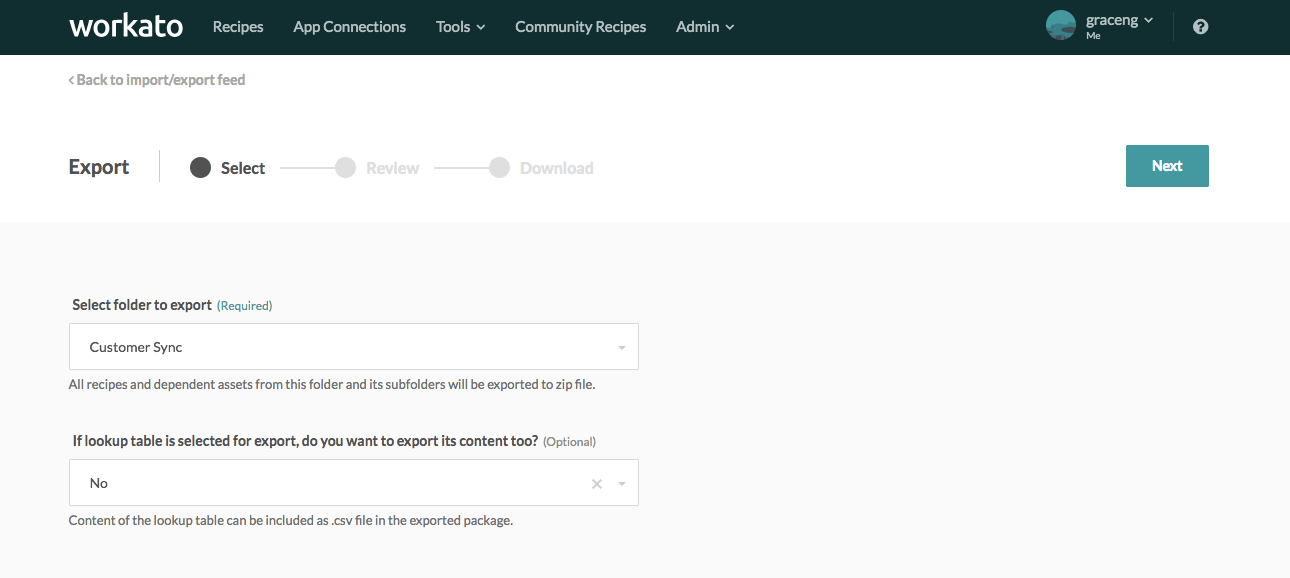 workato Recipes App Connections Tools Community Recipes Admin graceng ?
Me
< Back to import/export feed
Export Select Review Download Next
Select folder to export (Required)
Customer Sync
All recipes and dependent assets from this folder and its subfolders will be exported to zip file.
If lookup table is selected for export, do you want to export its content too? (Optional)
No
Content of the lookup table can be included as .csv file in the exported package.